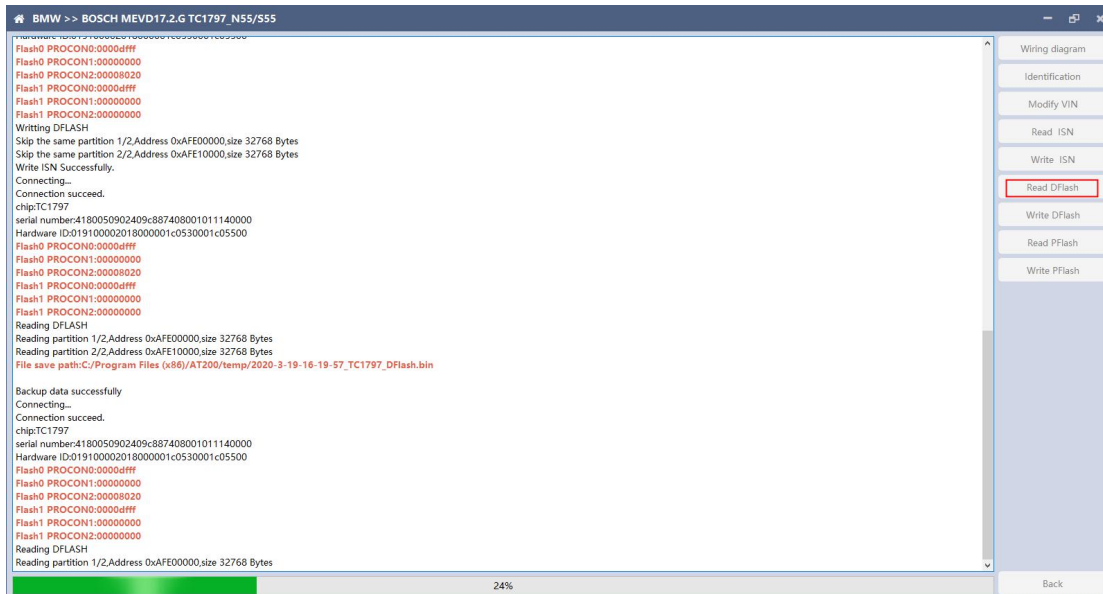 BMW >> BOSCH MEVD17.2.G TC1797_N55/S55
Flash0 PROCON0:0000dfff
Flash0 PROCON1:00000000
Flash0 PROCON2:00008020
Flash1 PROCON0:0000dfff
Flash1 PROCON1:00000000
Flash1 PROCON2:00000000
Writting DFLASH
Skip the same partition 1/2,Address 0xAFE00000,size 32768 Bytes
Skip the same partition 2/2,Address 0xAFE10000,size 32768 Bytes
Write ISN Successfully.
Connecting...
Connection succeed.
chip:TC1797
serial number:4180050902409c887408001011140000
Hardware ID:019100002018000001c0530001c05500
Flash0 PROCON0:0000dfff
Flash0 PROCON1:00000000
Flash0 PROCON2:00008020
Flash1 PROCON0:0000dfff
Flash1 PROCON1:00000000
Flash1 PROCON2:00000000
Reading DFLASH
Reading partition 1/2,Address 0xAFE00000,size 32768 Bytes
Reading partition 2/2,Address 0xAFE10000,size 32768 Bytes
File save path:C:/Program Files (x86)/AT200/temp/2020-3-19-16-19-57_TC1797_DFlash.bin
Backup data successfully
Connecting...
Connection succeed.
chip:TC1797
serial number:4180050902409c887408001011140000
Hardware ID:019100002018000001c0530001c05500
Flash0 PROCON0:0000dfff
Flash0 PROCON1:00000000
Flash0 PROCON2:00008020
Flash1 PROCON0:0000dfff
Flash1 PROCON1:00000000
Flash1 PROCON2:00000000
Reading DFLASH
Reading partition 1/2,Address 0xAFE00000,size 32768 Bytes
24%
Wiring diagram
Identification
Modify VIN
Read ISN
Write ISN
Read DFlash
Write DFlash
Read PFlash
Write PFlash
Back